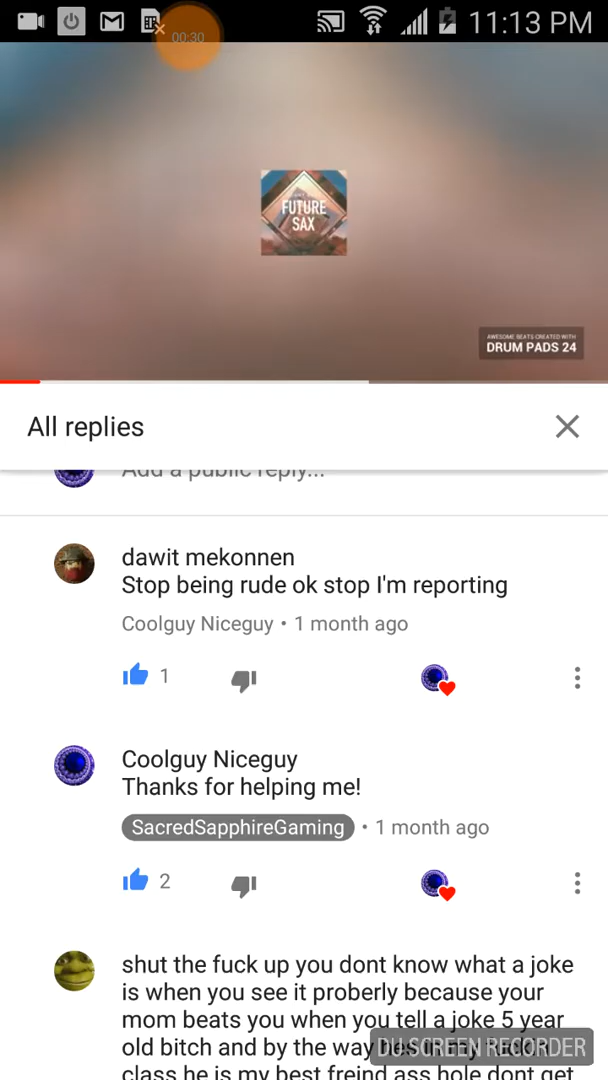 00:30
11:13 PM
FUTURE
SAX
AWESOME BEATS CREATED WITH
DRUM PADS 24
All replies
Add a public reply...
dawit mekonnen
Stop being rude ok stop I'm reporting
Coolguy Niceguy • 1 month ago
1
Coolguy Niceguy
Thanks for helping me!
SacredSapphireGaming • 1 month ago
2
shut the fuck up you dont know what a joke
is when you see it proberly because your
mom beats you when you tell a joke 5 year
old bitch and by the way
DU SCREEN RECORDER
class he is my best freind ass hole dont get